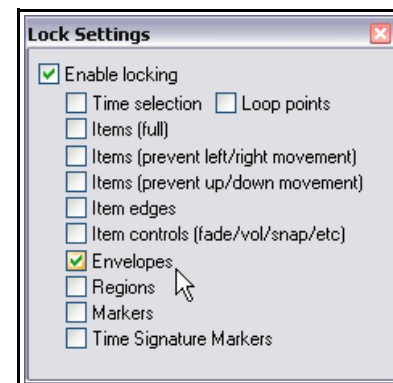 Lock Settings
Enable locking
Time selection Loop points
Items (full)
Items (prevent left/right movement)
Items (prevent up/down movement)
Item edges
Item controls (fade/vol/snap/etc)
Envelopes
Regions
Markers
Time Signature Markers